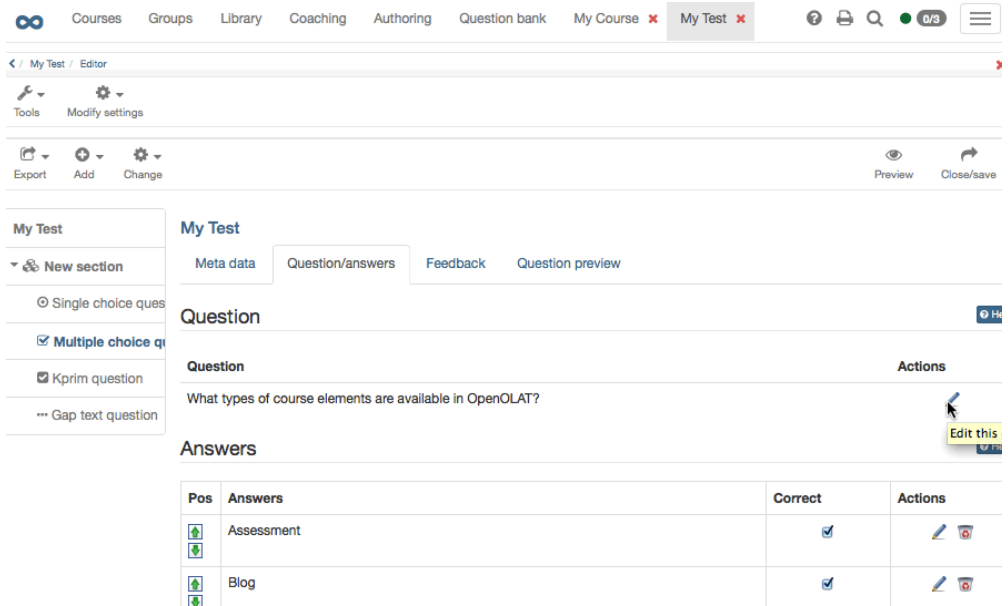 Courses Groups Library Coaching Authoring Question bank My Course My Test 0/3
/ My Test / Editor
Tools Modify settings
Export Add Change Preview Close/save
My Test
New section
Single choice ques
Multiple choice qu
Kprim question
Gap text question
My Test
Meta data Question/answers Feedback Question preview
Question
Question Actions
What types of course elements are available in OpenOLAT?
Edit this
Answers
Pos Answers Correct Actions
Assessment
Blog